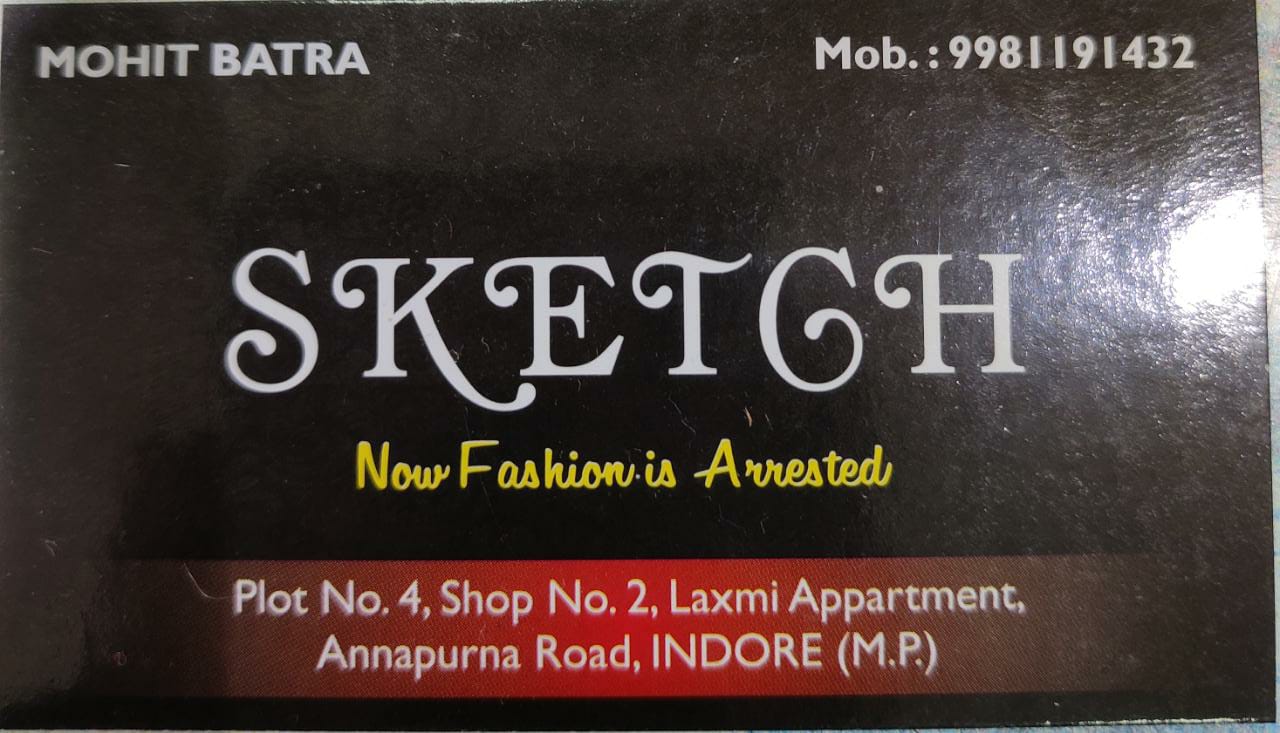 MOHIT BATRA
Mob. : 9981191432
SKETCH
Now Fashion is Arrested
Plot No. 4, Shop No. 2, Laxmi Appartment,
Annapurna Road, INDORE (M.P.)